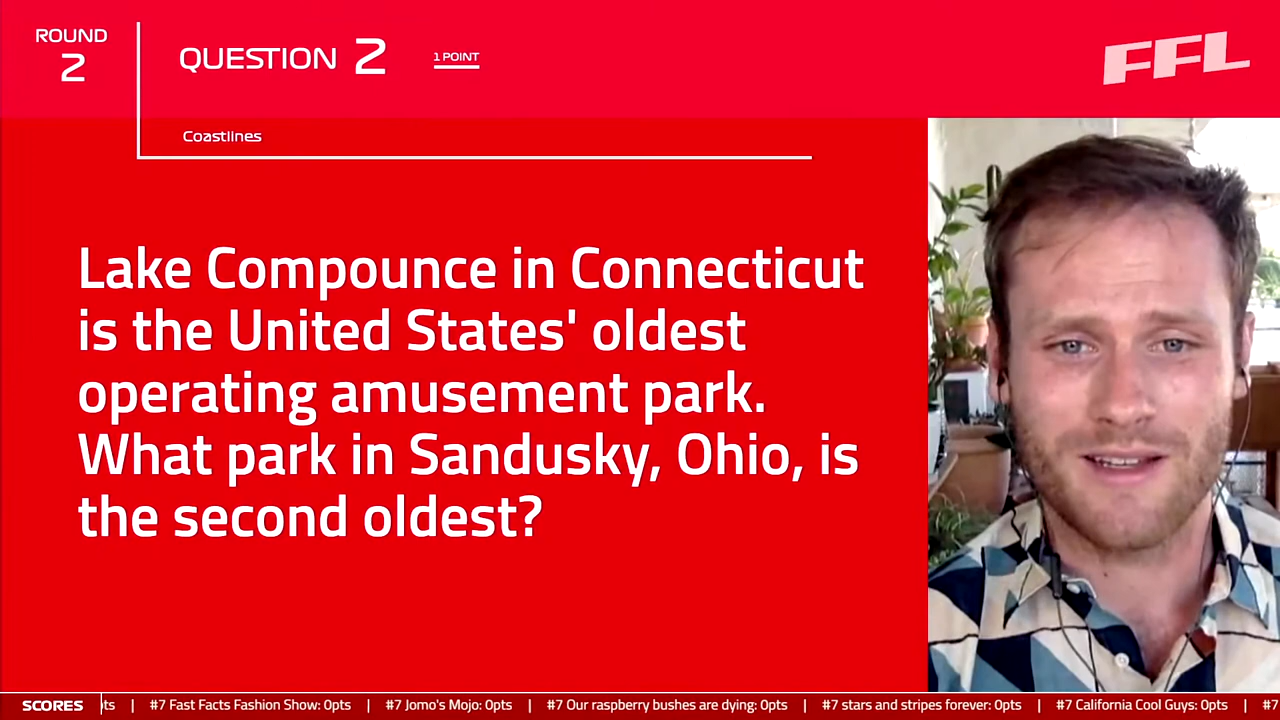 ROUND
2
QUESTION 2
1 POINT
FFL
Coastlines
Lake Compounce in Connecticut
is the United States' oldest
operating amusement park.
What park in Sandusky, Ohio, is
the second oldest?
SCORES ts | #7 Fast Facts Fashion Show: 0pts | #7 Jomo's Mojo: 0pts | #7 Our raspberry bushes are dying: 0pts | #7 stars and stripes forever: 0pts | #7 California Cool Guys: 0pts | #7